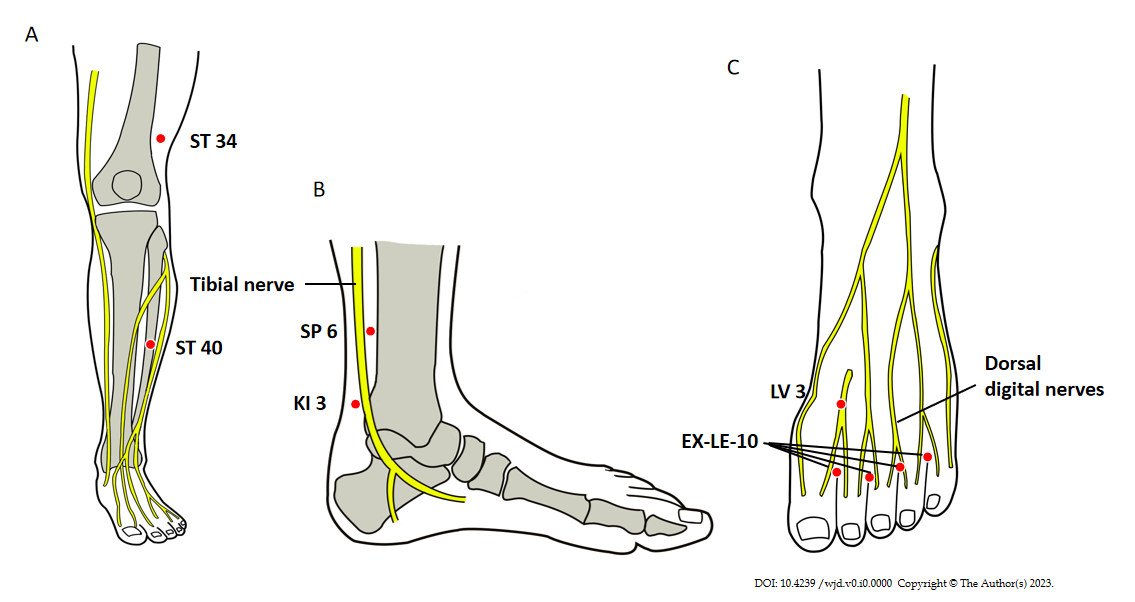 A
ST 34
ST 40
B
Tibial nerve
SP 6
KI 3
C
LV 3
Dorsal
digital nerves
EX-LE-10
DOI: 10.4239 /wjd.v0.i0.0000 Copyright © The Author(s) 2023.